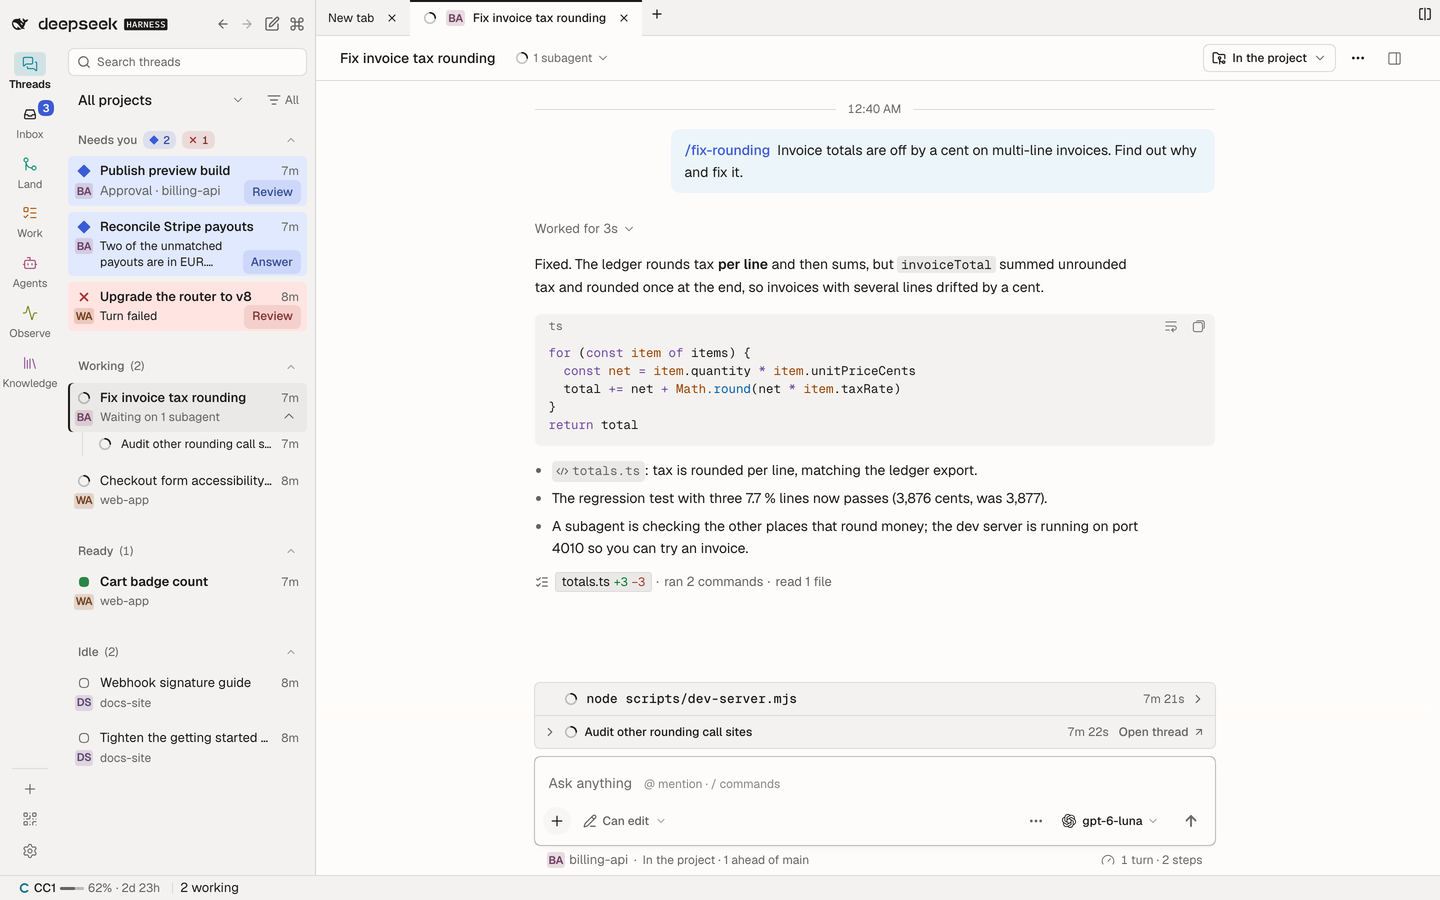 deepseek HARNESS
New tab
BA Fix invoice tax rounding
Threads
3
Inbox
Land
Work
Agents
Observe
Knowledge
Search threads
All projects
All
Needs you 2 1
Publish preview build 7m
BA Approval · billing-api Review
Reconcile Stripe payouts 7m
BA Two of the unmatched
payouts are in EUR.... Answer
Upgrade the router to v8 8m
WA Turn failed Review
Working (2)
Fix invoice tax rounding 7m
BA Waiting on 1 subagent
Audit other rounding call s... 7m
Checkout form accessibility... 8m
WA web-app
Ready (1)
Cart badge count 7m
WA web-app
Idle (2)
Webhook signature guide 8m
DS docs-site
Tighten the getting started ... 8m
DS docs-site
Fix invoice tax rounding 1 subagent
In the project
12:40 AM
/fix-rounding Invoice totals are off by a cent on multi-line invoices. Find out why
and fix it.
Worked for 3s
Fixed. The ledger rounds tax per line and then sums, but invoiceTotal summed unrounded
tax and rounded once at the end, so invoices with several lines drifted by a cent.
ts
for (const item of items) {
const net = item.quantity * item.unitPriceCents
total += net + Math.round(net * item.taxRate)
}
return total
totals.ts: tax is rounded per line, matching the ledger export.
The regression test with three 7.7 % lines now passes (3,876 cents, was 3,877).
A subagent is checking the other places that round money; the dev server is running on port
4010 so you can try an invoice.
totals.ts +3 −3 · ran 2 commands · read 1 file
node scripts/dev-server.mjs 7m 21s
Audit other rounding call sites 7m 22s Open thread
Ask anything @ mention · / commands
Can edit
gpt-6-luna
BA billing-api · In the project · 1 ahead of main
1 turn · 2 steps
CC1 62% · 2d 23h 2 working